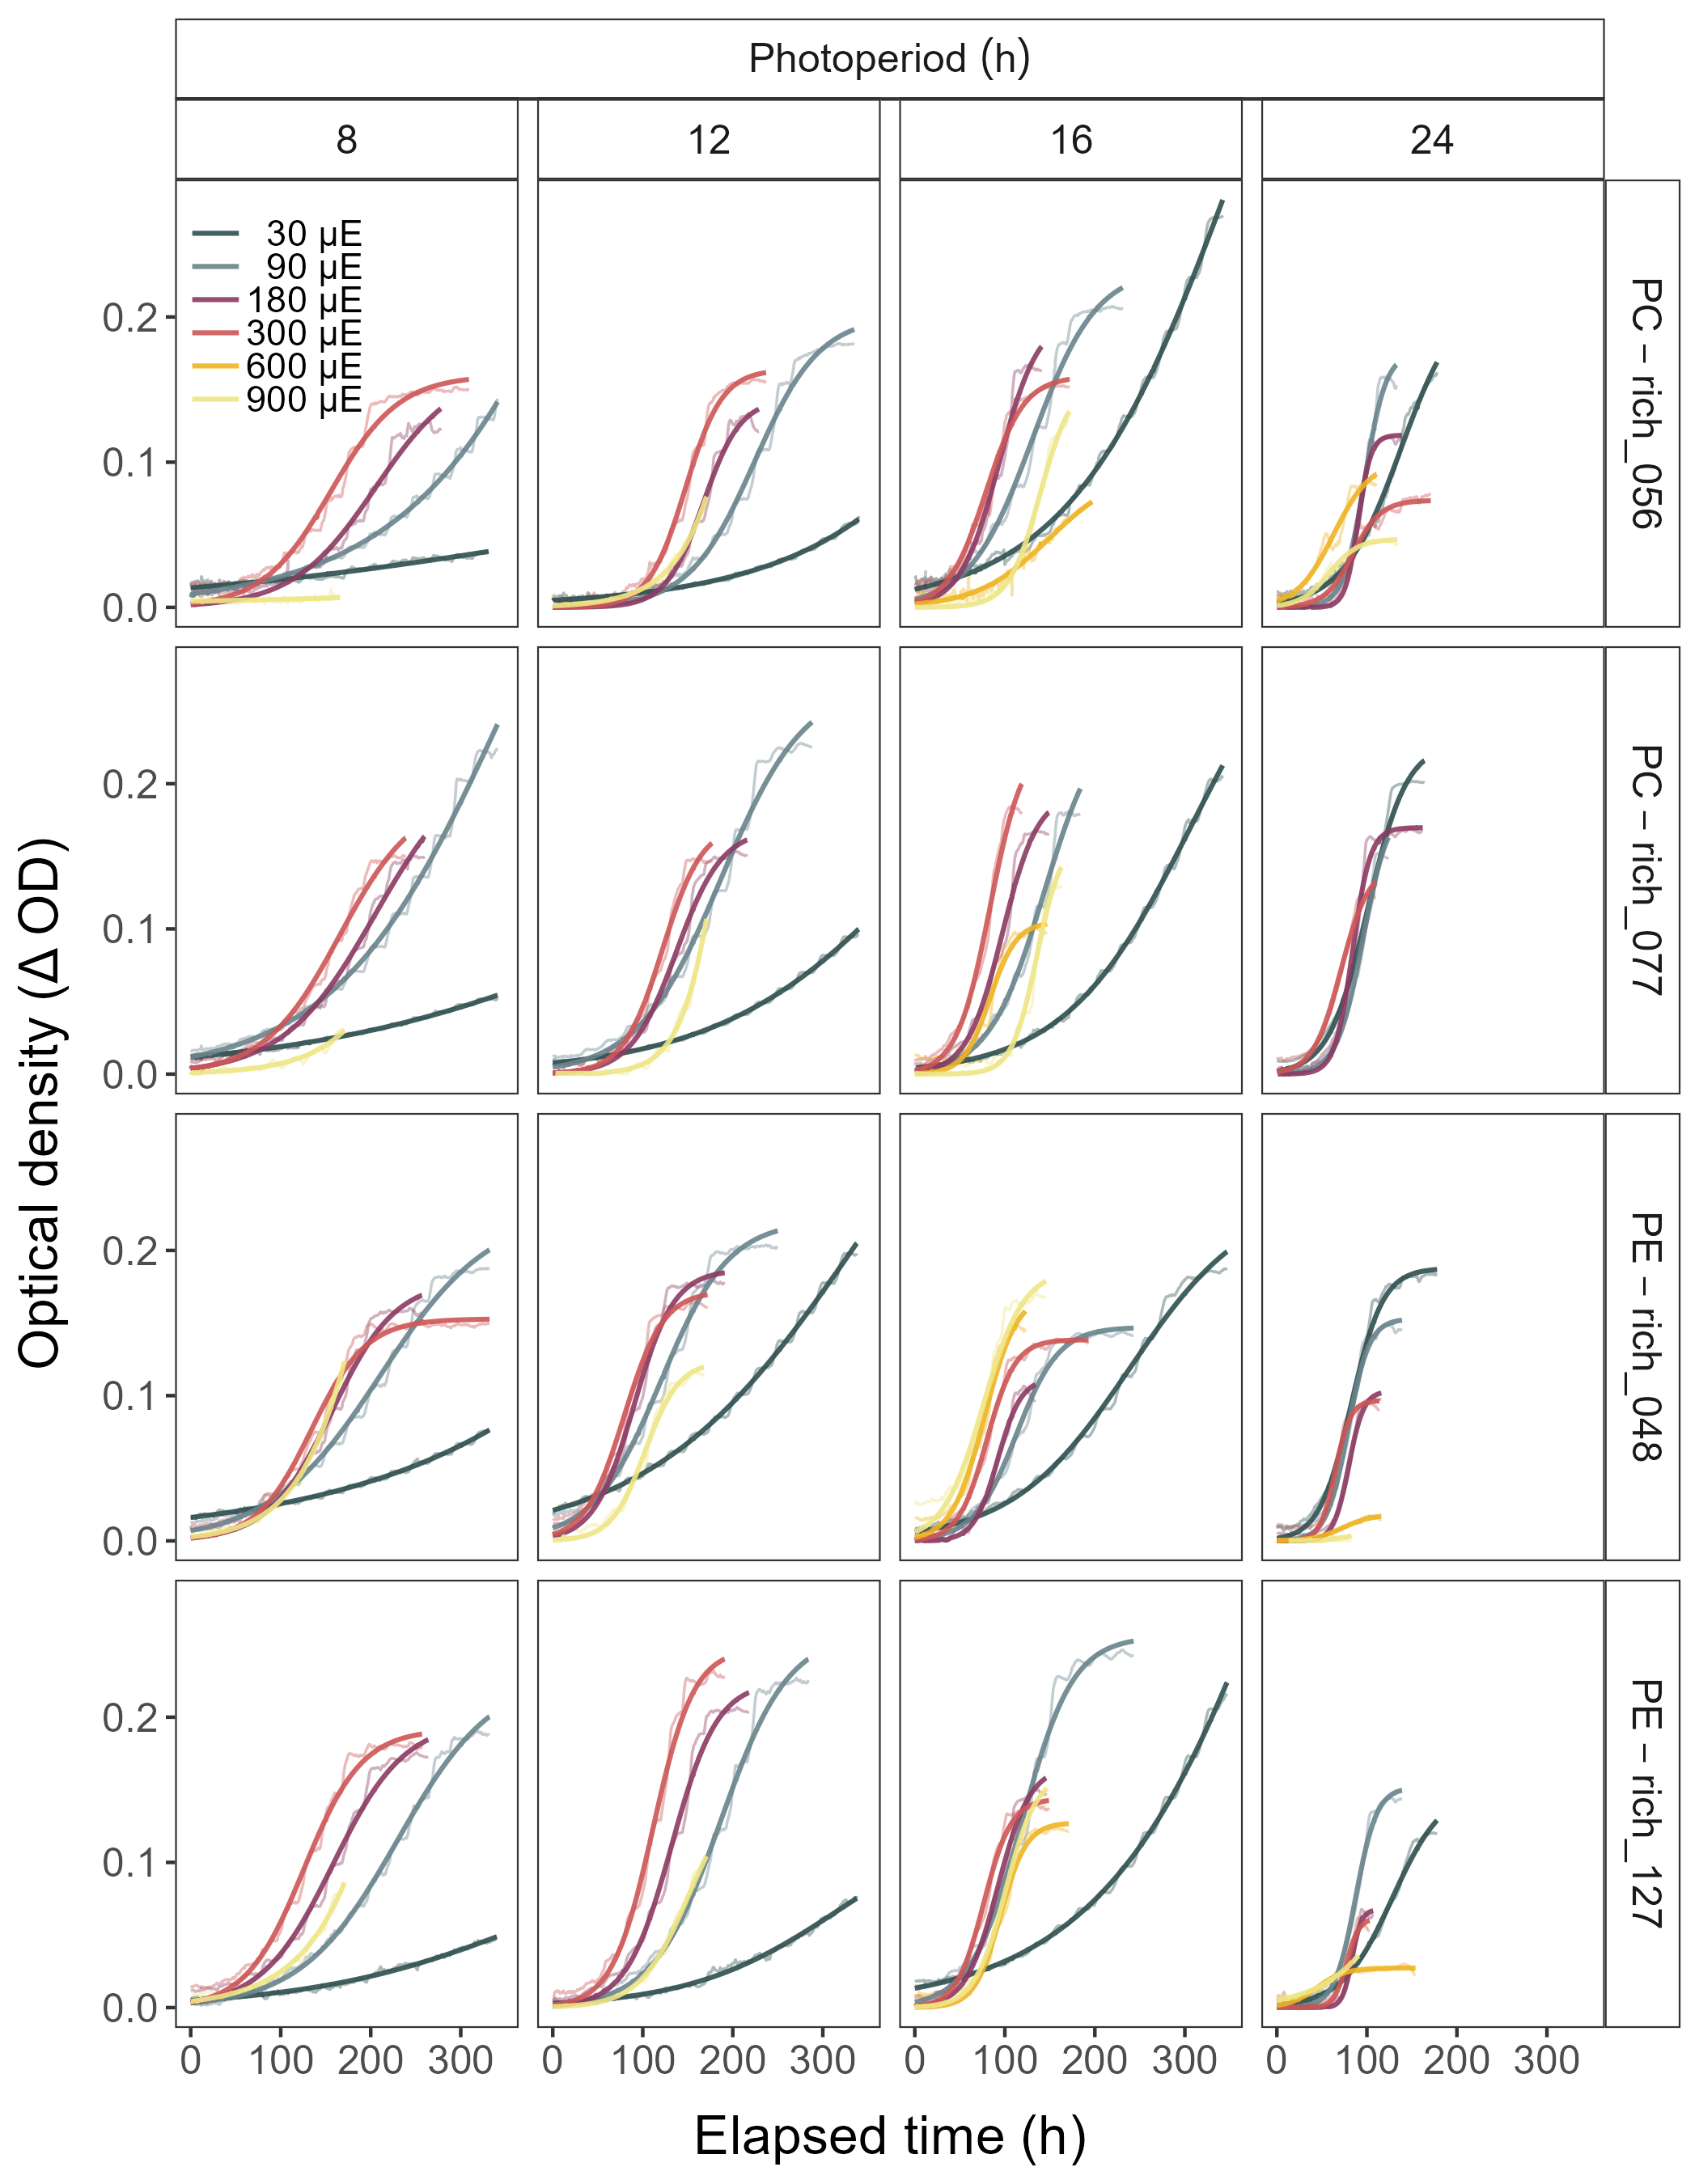 Photoperiod (h)
8 12 16 24
30 µE
90 µE
180 µE
300 µE
600 µE
900 µE
0.2
0.1
0.0
PC – rich_056
0.2
0.1
0.0
PC – rich_077
Optical density (Δ OD)
0.2
0.1
0.0
PE – rich_048
0.2
0.1
0.0
PE – rich_127
0 100 200 300 0 100 200 300 0 100 200 300 0 100 200 300
Elapsed time (h)